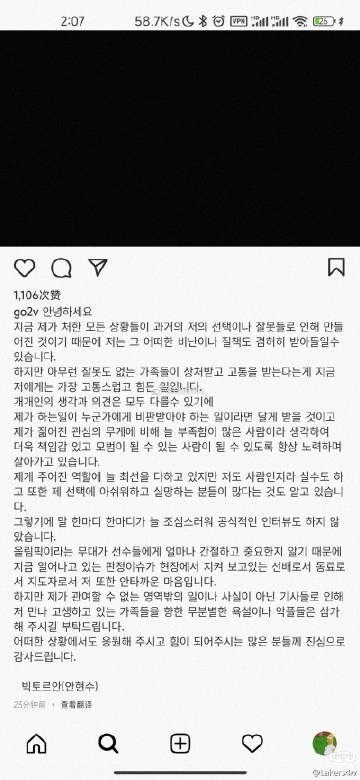 2:07
58.7K/s
VPN
HD
HD
25
1,106次赞
go2v 안녕하세요
지금 제가 처한 모든 상황들이 과거의 저의 선택이나 잘못들로 인해 만들
어진 것이기 때문에 저는 그 어떠한 비난이나 질책도 겸허히 받아들일수
있습니다.
하지만 아무런 잘못도 없는 가족들이 상처받고 고통을 받는다는게 지금
저에게는 가장 고통스럽고 힘든 일입니다.
개개인의 생각과 의견은 모두 다를수 있기에
제가 하는일이 누군가에게 비판받아야 하는 일이라면 달게 받을 것이고
제가 짊어진 관심의 무게에 비해 늘 부족함이 많은 사람이라 생각하여
더욱 책임감 있고 모범이 될 수 있는 사람이 될 수 있도록 항상 노력하며
살아가고 있습니다.
제게 주어진 역할에 늘 최선을 다하고 있지만 저도 사람인지라 실수도 하
고 또한 제 선택에 아쉬워하고 실망하는 분들이 많다는 것도 알고 있습니
다.
그렇기에 말 한마디 한마디가 늘 조심스러워 공식적인 인터뷰도 하지 않
았습니다.
올림픽이라는 무대가 선수들에게 얼마나 간절하고 중요한지 알기 때문에
지금 일어나고 있는 판정이슈가 현장에서 지켜 보고있는 선배로서 동료로
서 지도자로서 저 또한 안타까운 마음입니다.
하지만 제가 관여할 수 없는 영역밖의 일이나 사실이 아닌 기사들로 인해
저 만나 고생하고 있는 가족들을 향한 무분별한 욕설이나 악플들은 삼가
해 주시길 부탁드립니다.
어떠한 상황에서도 응원해 주시고 힘이 되어주시는 많은 분들께 진심으로
감사드립니다.
빅토르안(안현수)
25分钟前 · 查看翻译
@Lakers4w